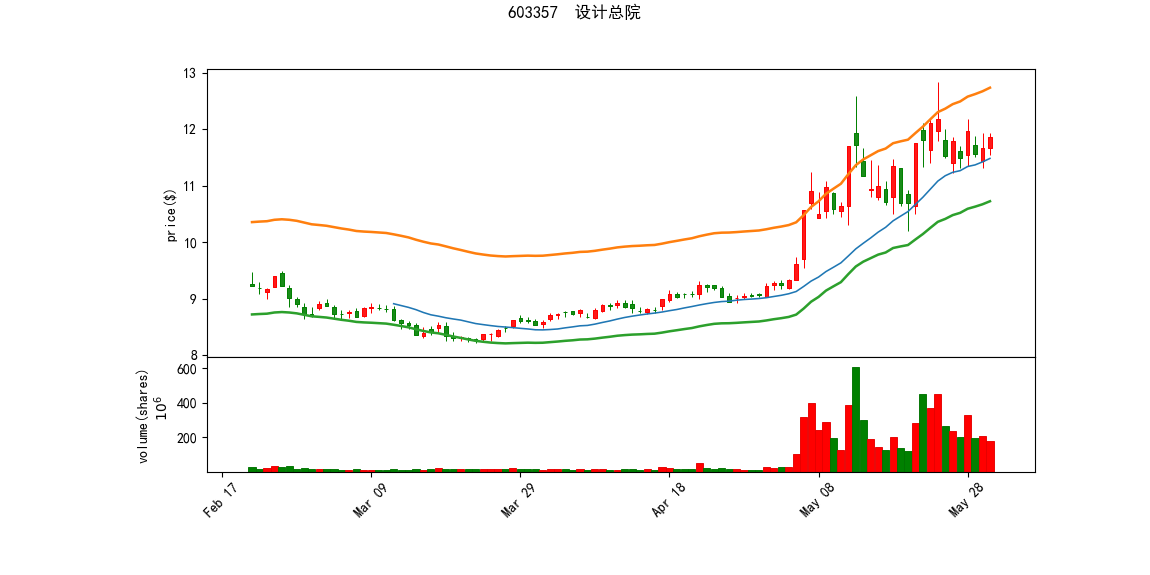 603357 设计总院
13
12
11
10
9
8
price($)
600
400
200
volume(shares)
10^6
Feb 17
Mar 09
Mar 29
Apr 18
May 08
May 28